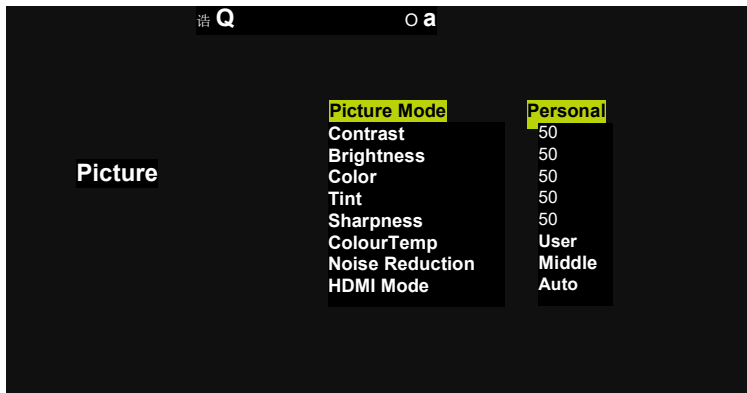 诰 Q O a
Picture Mode Personal
Contrast 50
Brightness 50
Color 50
Picture
Tint 50
Sharpness 50
ColourTemp User
Noise Reduction Middle
HDMI Mode Auto